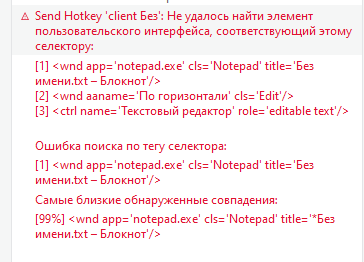 Send Hotkey 'client Без': Не удалось найти элемент
пользовательского интерфейса, соответствующий этому
селектору:
[1] <wnd app='notepad.exe' cls='Notepad' title='Без
имени.txt – Блокнот'/>
[2] <wnd aaname='По горизонтали' cls='Edit'/>
[3] <ctrl name='Текстовый редактор' role='editable text'/>
Ошибка поиска по тегу селектора:
[1] <wnd app='notepad.exe' cls='Notepad' title='Без
имени.txt – Блокнот'/>
Самые близкие обнаруженные совпадения:
[99%] <wnd app='notepad.exe' cls='Notepad' title='*Без
имени.txt – Блокнот'/>